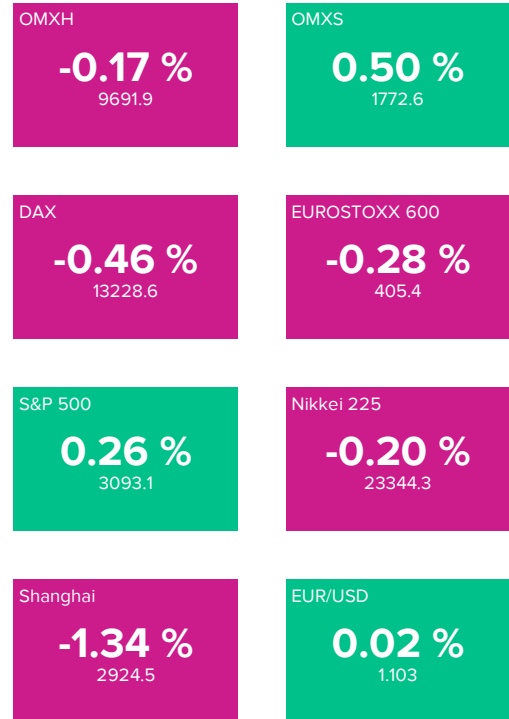 OMXH
-0.17 %
9691.9
OMXS
0.50 %
1772.6
DAX
-0.46 %
13228.6
EUROSTOXX 600
-0.28 %
405.4
S&P 500
0.26 %
3093.1
Nikkei 225
-0.20 %
23344.3
Shanghai
-1.34 %
2924.5
EUR/USD
0.02 %
1.103